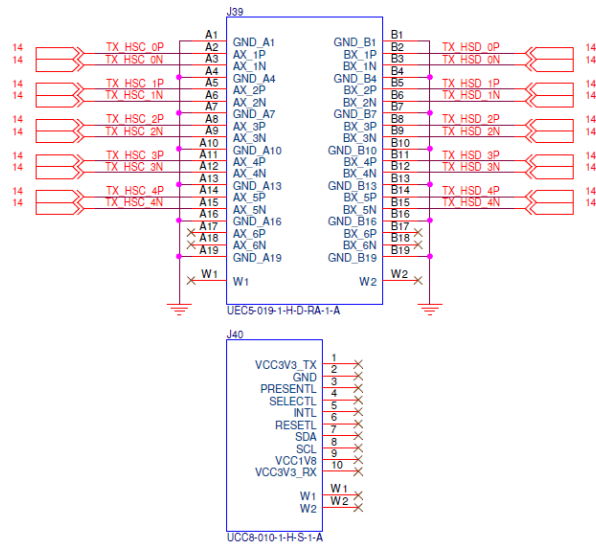 J39
A1 GND_A1 GND_B1 B1
14 TX_HSC_0P A2 AX_1P BX_1P B2 TX_HSD_0P 14
14 TX_HSC_0N A3 AX_1N BX_1N B3 TX_HSD_0N 14
A4 GND_A4 GND_B4 B4
14 TX_HSC_1P A5 AX_2P BX_2P B5 TX_HSD_1P 14
14 TX_HSC_1N A6 AX_2N BX_2N B6 TX_HSD_1N 14
A7 GND_A7 GND_B7 B7
14 TX_HSC_2P A8 AX_3P BX_3P B8 TX_HSD_2P 14
14 TX_HSC_2N A9 AX_3N BX_3N B9 TX_HSD_2N 14
A10 GND_A10 GND_B10 B10
14 TX_HSC_3P A11 AX_4P BX_4P B11 TX_HSD_3P 14
14 TX_HSC_3N A12 AX_4N BX_4N B12 TX_HSD_3N 14
A13 GND_A13 GND_B13 B13
14 TX_HSC_4P A14 AX_5P BX_5P B14 TX_HSD_4P 14
14 TX_HSC_4N A15 AX_5N BX_5N B15 TX_HSD_4N 14
A16 GND_A16 GND_B16 B16
A17 AX_6P BX_6P B17
A18 AX_6N BX_6N B18
A19 GND_A19 GND_B19 B19
W1 W1 W2 W2
UEC5-019-1-H-D-RA-1-A
J40
VCC3V3_TX 1
GND 2
PRESENTL 3
SELECTL 4
INTL 5
RESETL 6
SDA 7
SCL 8
VCC1V8 9
VCC3V3_RX 10
W1 W1
W2 W2
UCC8-010-1-H-S-1-A